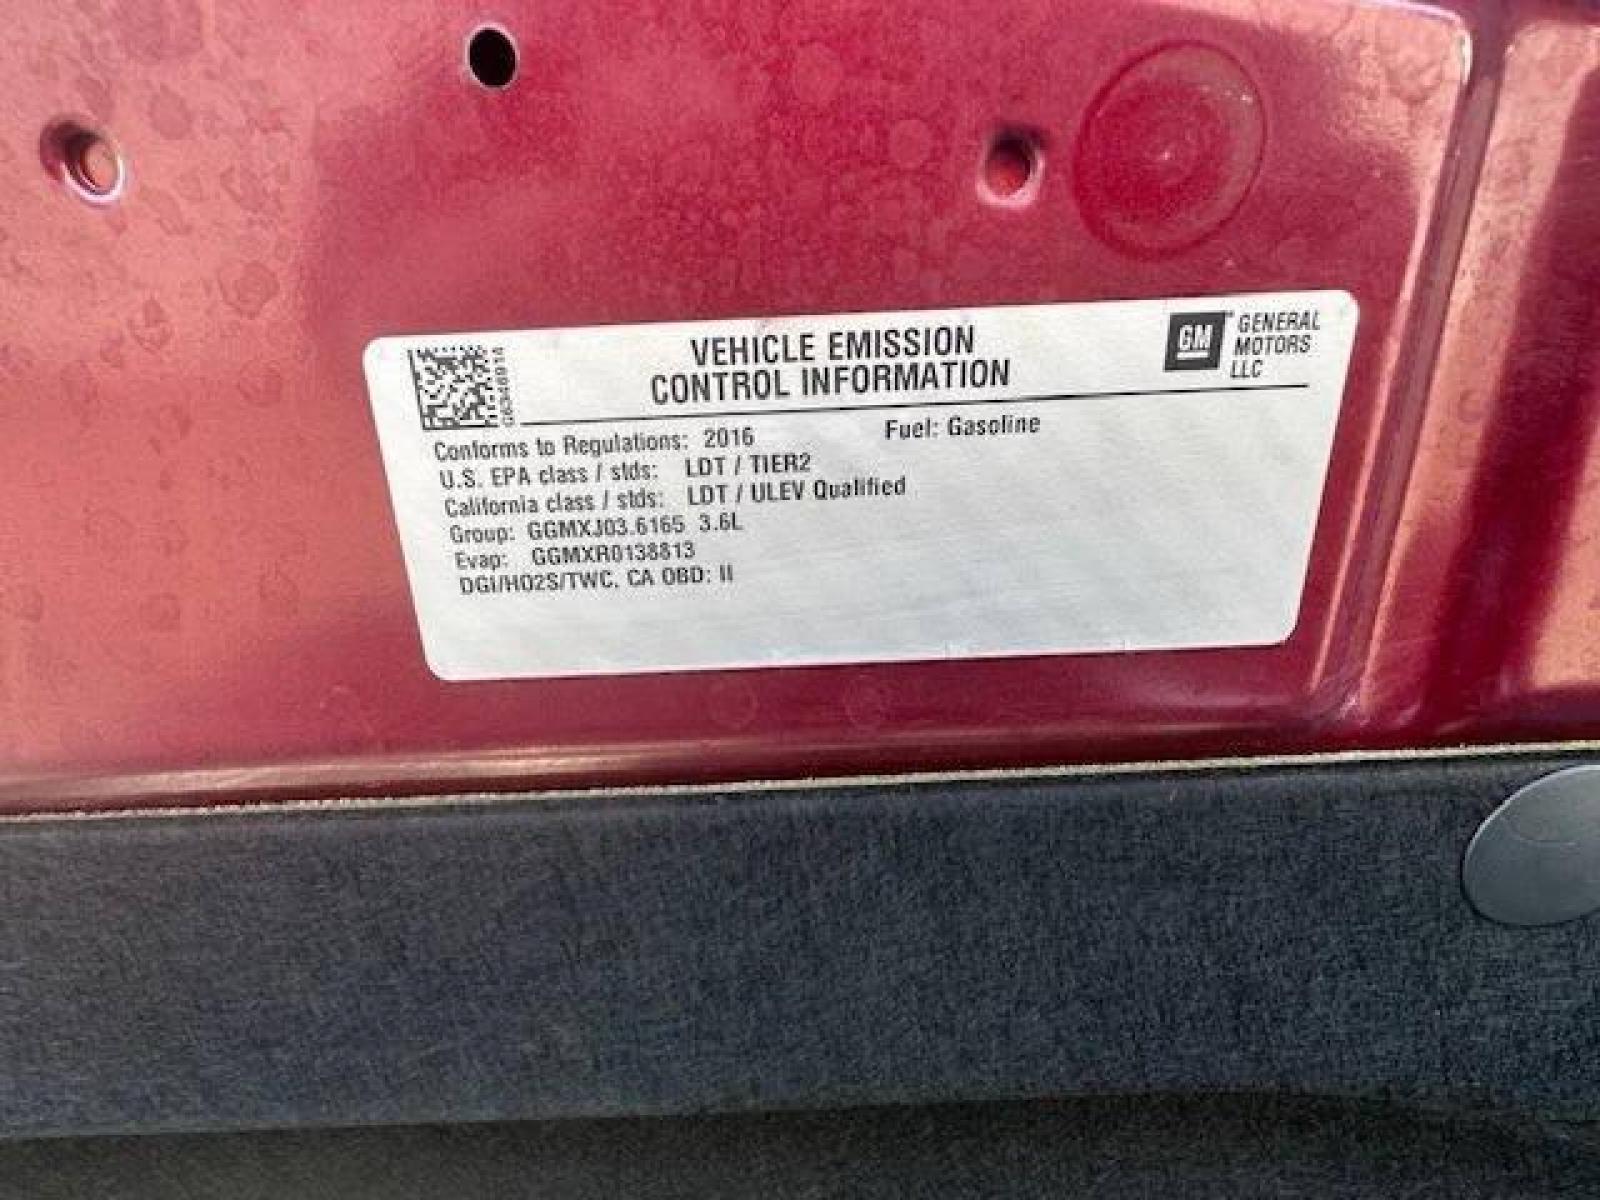 VEHICLE EMISSION
CONTROL INFORMATION
GM
GENERAL
MOTORS
LLC
Conforms to Regulations: 2016
Fuel: Gasoline
U.S. EPA class / stds: LDT / TIER2
California class / stds: LDT / ULEV Qualified
Group: GGMXJ03.6165 3.6L
Evap: GGMXR0138813
DGI/HO2S/TWC, CA OBD: II